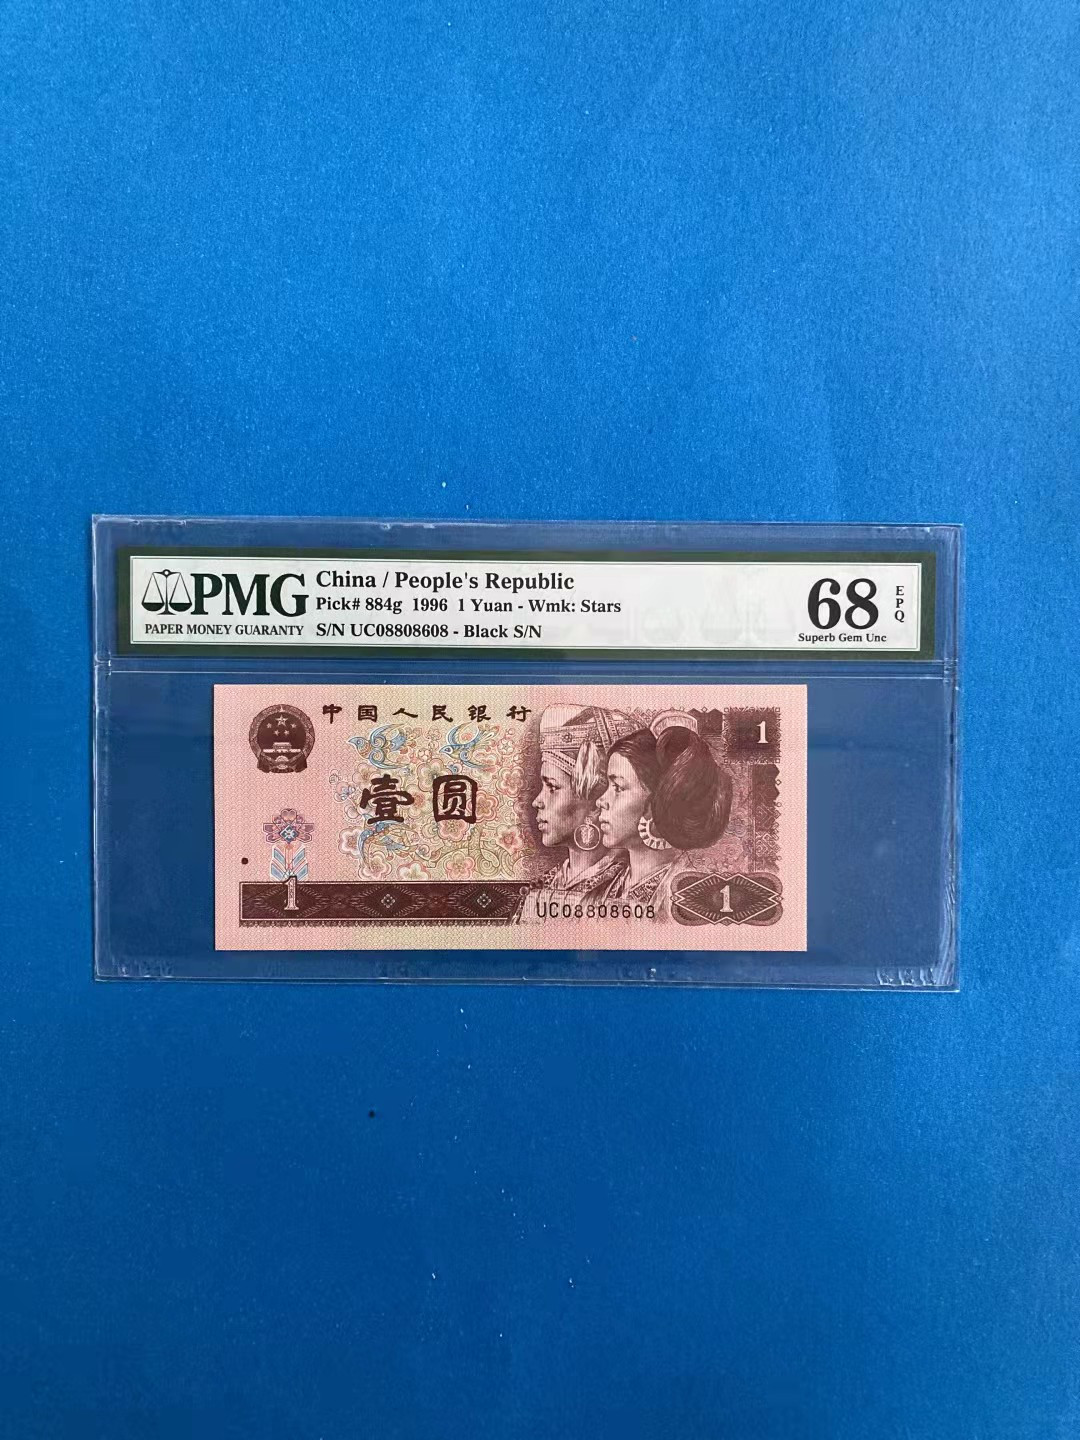 PMG
PAPER MONEY GUARANTY
China / People's Republic
Pick# 884g 1996 1 Yuan - Wmk: Stars
S/N UC08808608 - Black S/N
68
EPQ
Superb Gem Unc
中国人民银行
1
壹圆
1
1
UC08808608